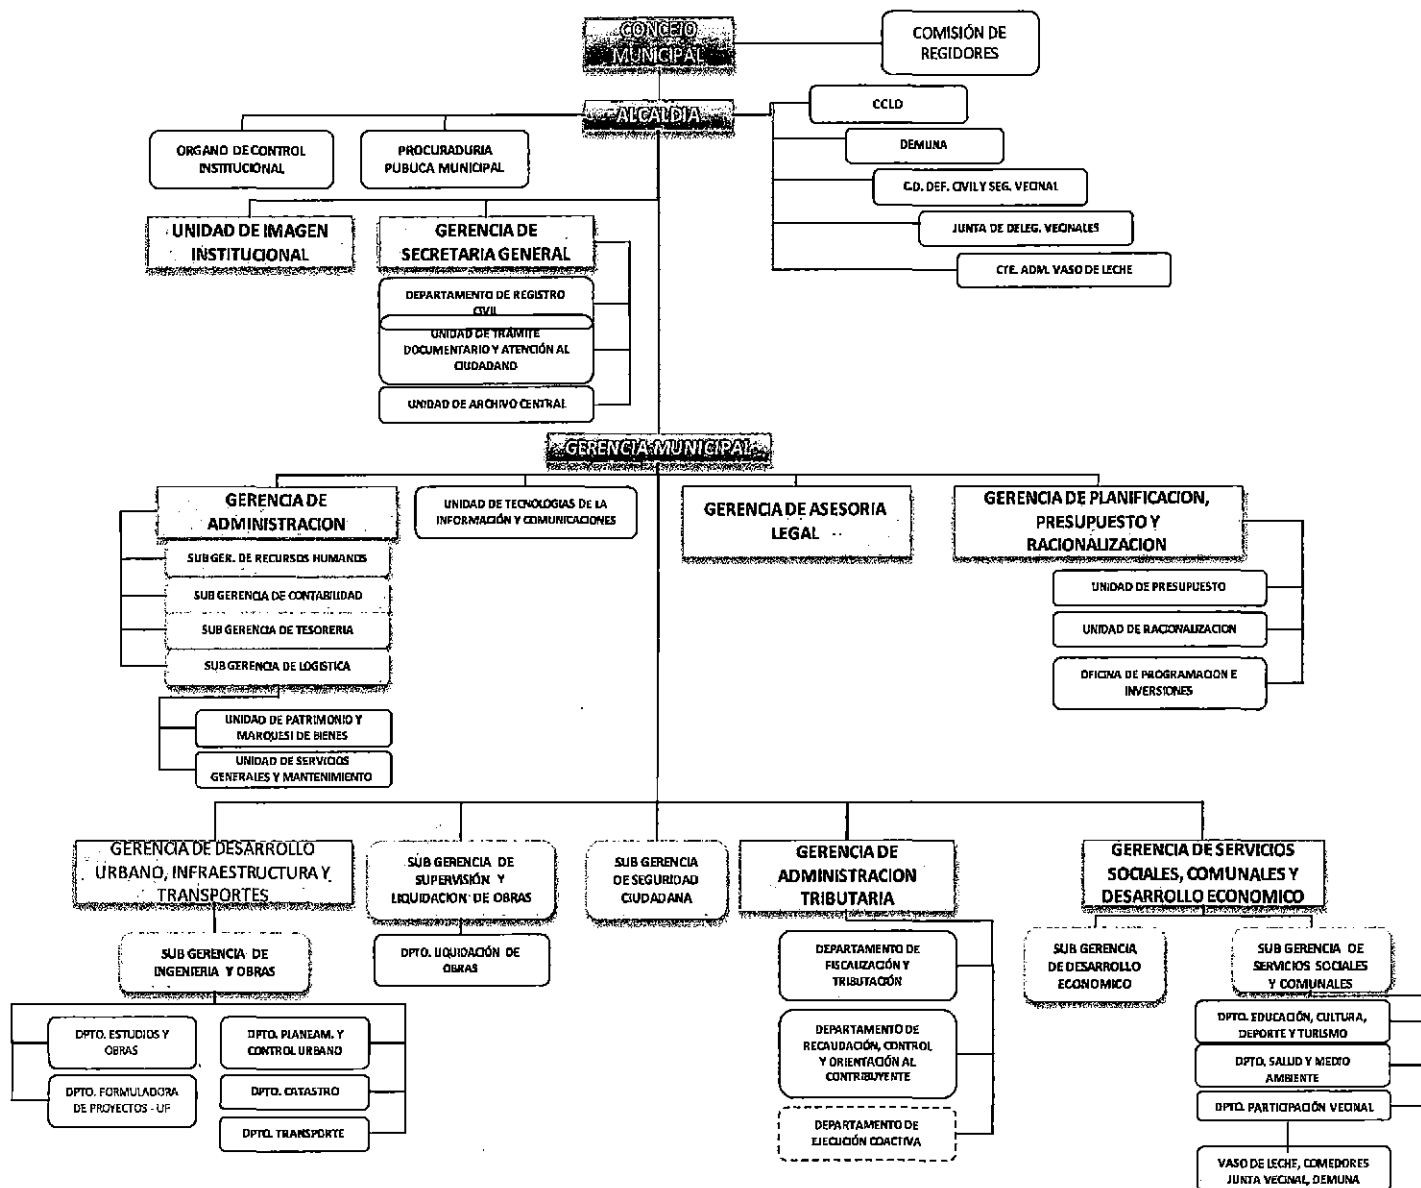 CONCEJO
MUNICIPAL
COMISIÓN DE
REGIDORES
ALCALDIA
CCLD
DEMUNA
C.D. DEF. CIVIL Y SEG. VECINAL
JUNTA DE DELEG. VECINALES
CTE. ADM. VASO DE LECHE
ORGANO DE CONTROL
INSTITUCIONAL
PROCURADURIA
PUBLICA MUNICIPAL
UNIDAD DE IMAGEN
INSTITUCIONAL
GERENCIA DE
SECRETARIA GENERAL
DEPARTAMENTO DE REGISTRO
CIVIL
UNIDAD DE TRÁMITE
DOCUMENTARIO Y ATENCIÓN AL
CIUDADANO
UNIDAD DE ARCHIVO CENTRAL
GERENCIA MUNICIPAL
GERENCIA DE
ADMINISTRACION
SUB GER. DE RECURSOS HUMANOS
SUB GERENCIA DE CONTABILIDAD
SUB GERENCIA DE TESORERIA
SUB GERENCIA DE LOGISTICA
UNIDAD DE PATRIMONIO Y
MARQUESI DE BIENES
UNIDAD DE SERVICIOS
GENERALES Y MANTENIMIENTO
UNIDAD DE TECNOLOGIAS DE LA
INFORMACIÓN Y COMUNICACIONES
GERENCIA DE ASESORIA
LEGAL
GERENCIA DE PLANIFICACION,
PRESUPUESTO Y
RACIONALIZACION
UNIDAD DE PRESUPUESTO
UNIDAD DE RACIONALIZACION
OFICINA DE PROGRAMACION E
INVERSIONES
GERENCIA DE DESARROLLO
URBANO, INFRAESTRUCTURA Y
TRANSPORTES
SUB GERENCIA DE
INGENIERIA Y OBRAS
DPTO. ESTUDIOS Y
OBRAS
DPTO. FORMULADORA
DE PROYECTOS - UF
DPTO. PLANEAM. Y
CONTROL URBANO
DPTO. CATASTRO
DPTO. TRANSPORTE
SUB GERENCIA DE
SUPERVISIÓN Y
LIQUIDACION DE OBRAS
DPTO. LIQUIDACIÓN DE
OBRAS
SUB GERENCIA
DE SEGURIDAD
CIUDADANA
GERENCIA DE
ADMINISTRACION
TRIBUTARIA
DEPARTAMENTO DE
FISCALIZACIÓN Y
TRIBUTACIÓN
DEPARTAMENTO DE
RECAUDACIÓN, CONTROL
Y ORIENTACIÓN AL
CONTRIBUYENTE
DEPARTAMENTO DE
EJECUCIÓN COACTIVA
GERENCIA DE SERVICIOS
SOCIALES, COMUNALES Y
DESARROLLO ECONOMICO
SUB GERENCIA
DE DESARROLLO
ECONOMICO
SUB GERENCIA DE
SERVICIOS SOCIALES
Y COMUNALES
DPTO. EDUCACIÓN, CULTURA,
DEPORTE Y TURISMO
DPTO. SALUD Y MEDIO
AMBIENTE
DPTO. PARTICIPACIÓN VECINAL
VASO DE LECHE, COMEDORES
JUNTA VECINAL, DEMUNA